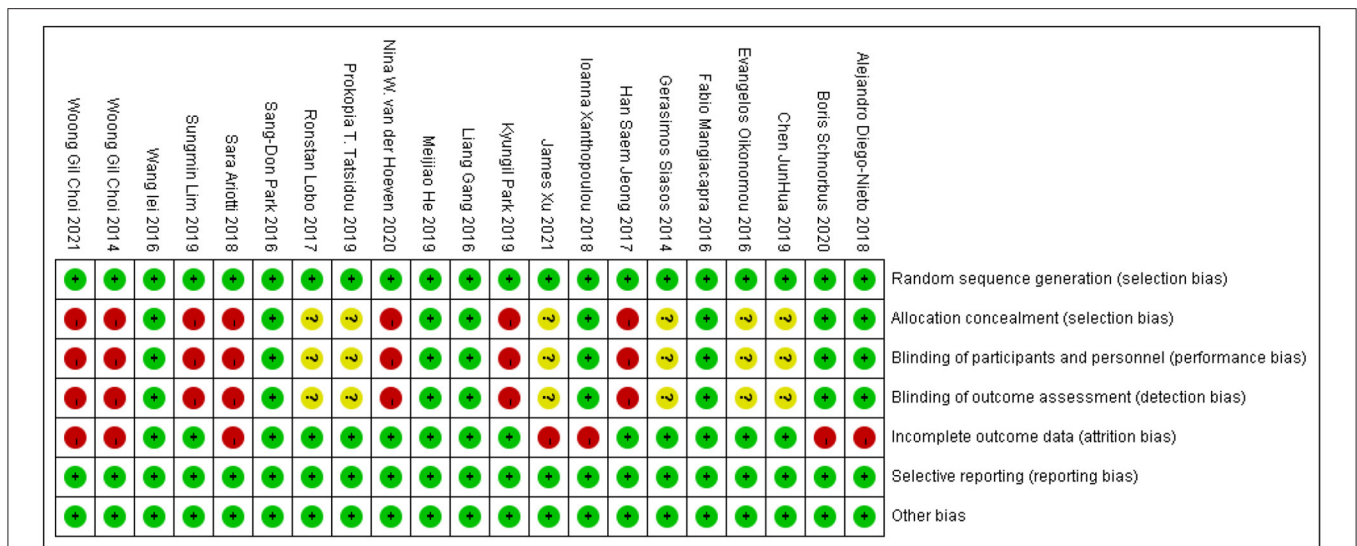 Woong Gil Choi 2021
Woong Gil Choi 2014
Wang lei 2016
Sungmin Lim 2019
Sara Ariotti 2018
Sang-Don Park 2016
Ronstan Lobo 2017
Prokopia T. Tatsidou 2019
Nina W. van der Hoeven 2020
Meijiao He 2019
Liang Gang 2016
Kyungil Park 2019
James Xu 2021
Ioanna Xanthopoulou 2018
Han Saem Jeong 2017
Gerasimos Siasos 2014
Fabio Mangiacapra 2016
Evangelos Oikonomou 2016
Chen JunHua 2019
Boris Schnorbus 2020
Alejandro Diego-Nieto 2018
Random sequence generation (selection bias)
Allocation concealment (selection bias)
Blinding of participants and personnel (performance bias)
Blinding of outcome assessment (detection bias)
Incomplete outcome data (attrition bias)
Selective reporting (reporting bias)
Other bias